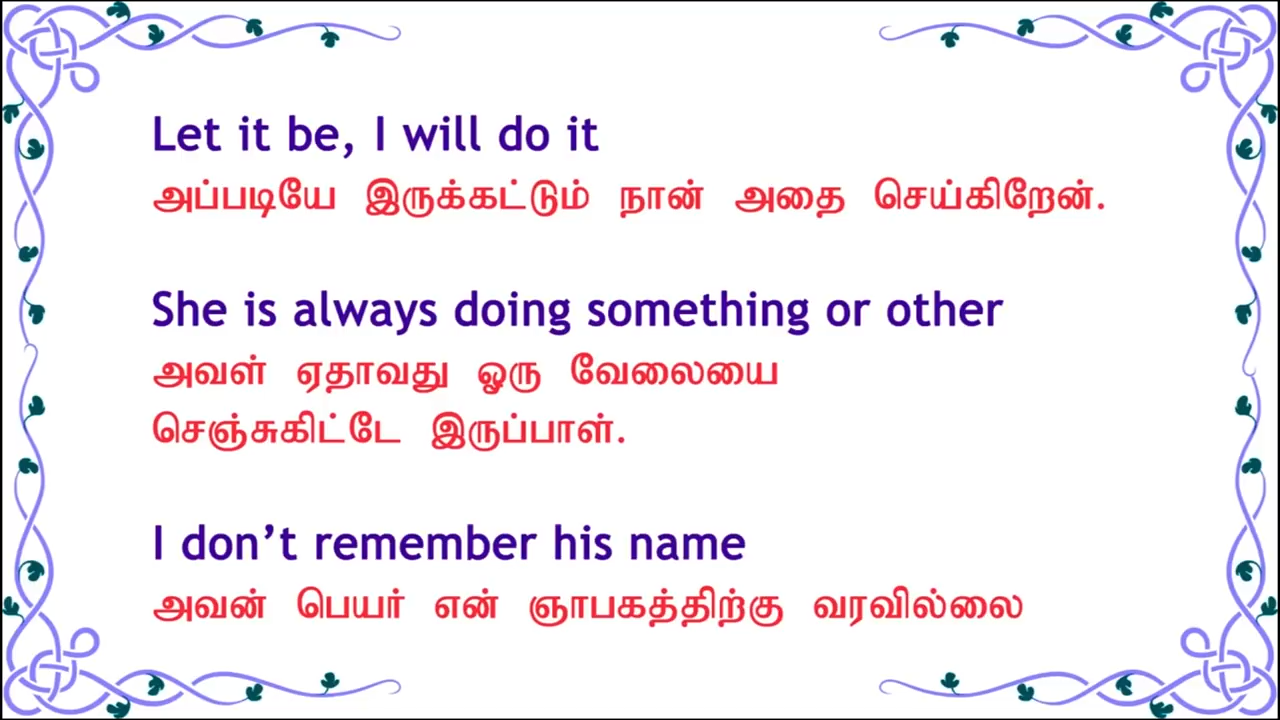 Let it be, I will do it
அப்படியே இருக்கட்டும் நான் அதை செய்கிறேன்.
She is always doing something or other
அவள் ஏதாவது ஓரு வேலையை
செஞ்சுகிட்டே இருப்பாள்.
I don’t remember his name
அவன் பெயர் என் ஞாபகத்திற்கு வரவில்லை